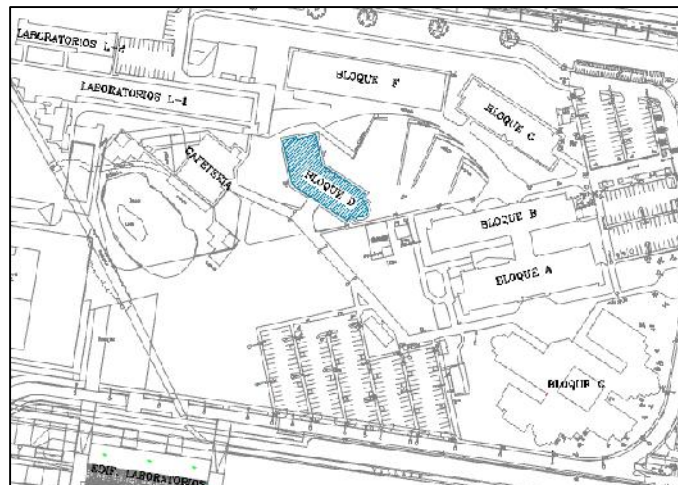 LABORATORIOS L-2
LABORATORIOS L-1
BLOQUE F
BLOQUE C
CAFETERIA
BLOQUE D
BLOQUE B
BLOQUE A
BLOQUE G
EDIF. LABORATORIOS